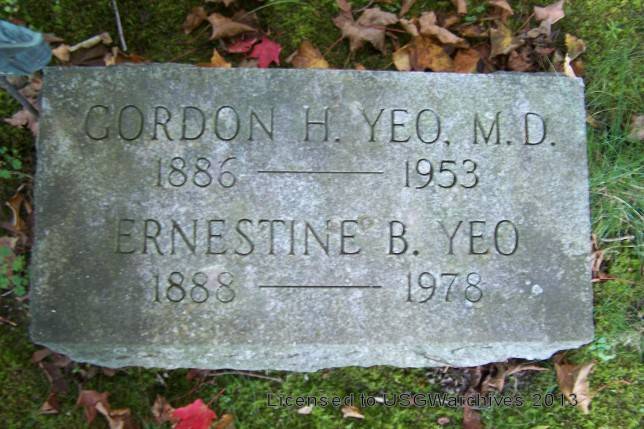 GORDON H. YEO, M.D.
1886 — 1953
ERNESTINE B. YEO
1888 — 1978
Licensed to USGWarchives 2013